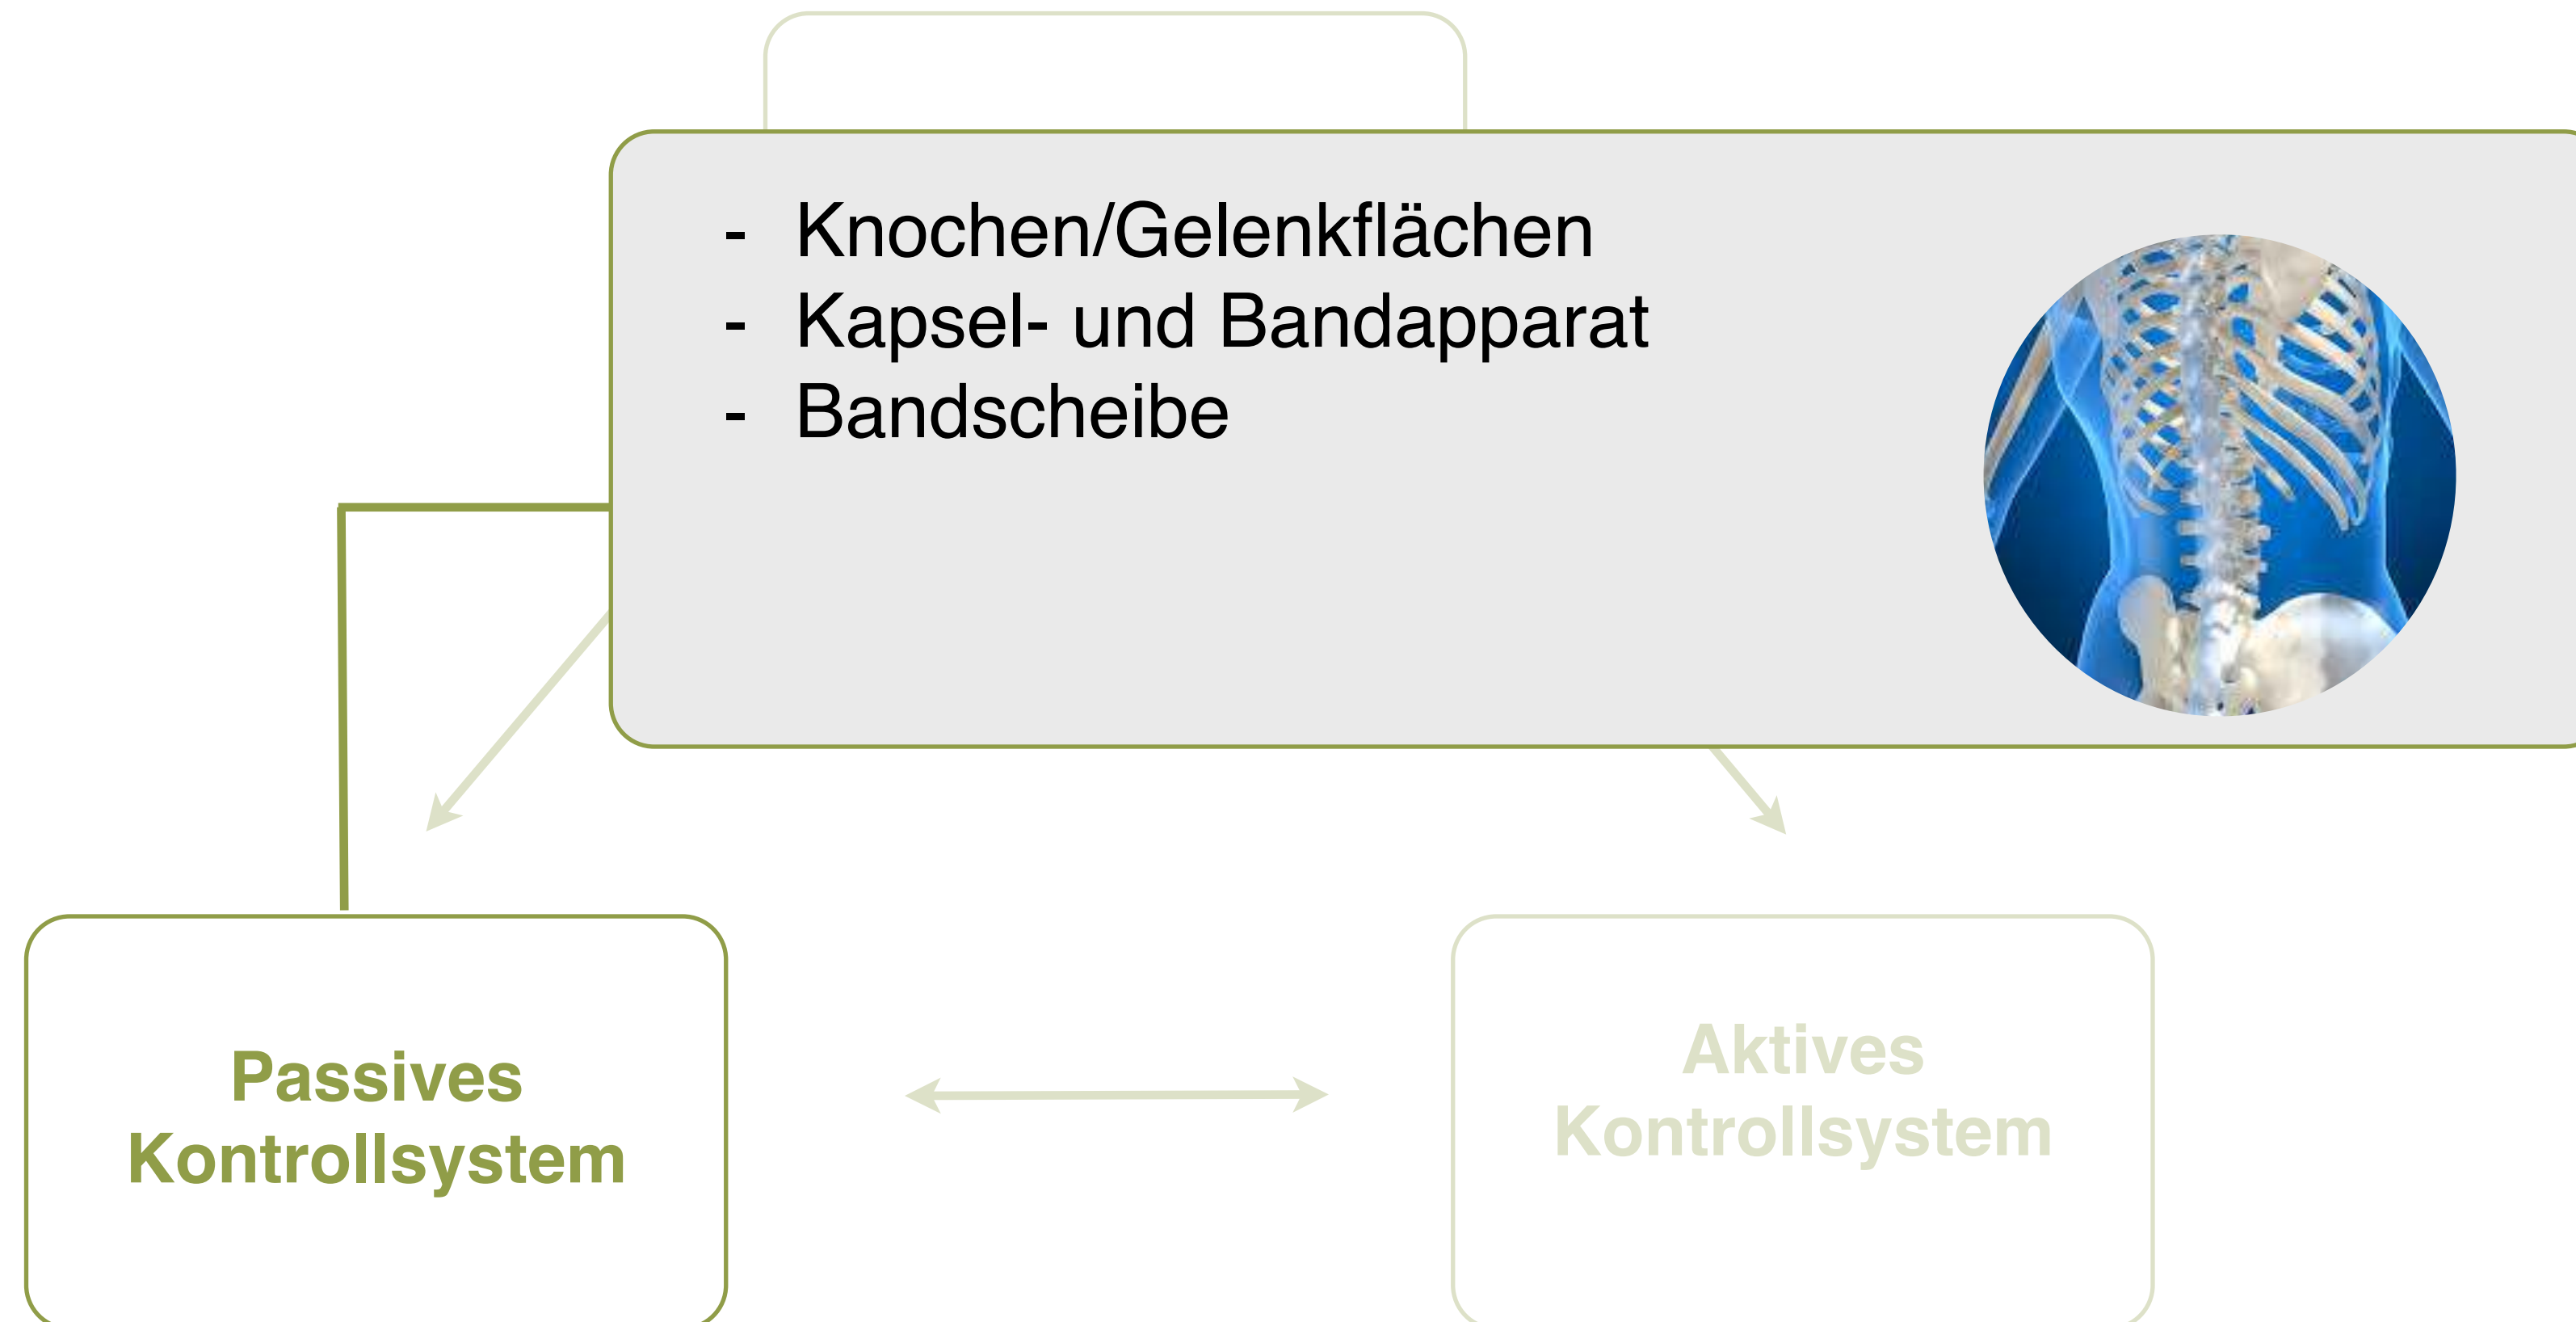 - Knochen/Gelenkflächen
- Kapsel- und Bandapparat
- Bandscheibe
Passives
Kontrollsystem
Aktives
Kontrollsystem